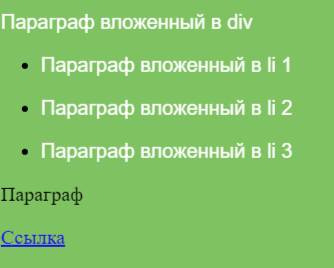 Параграф вложенный в div
Параграф вложенный в li 1
Параграф вложенный в li 2
Параграф вложенный в li 3
Параграф
Ссылка